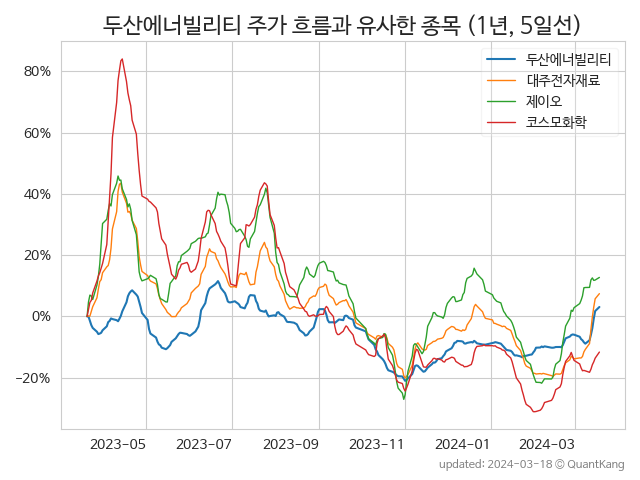 두산에너빌리티 주가 흐름과 유사한 종목 (1년, 5일선)
두산에너빌리티
대주전자재료
제이오
코스모화학
80%
60%
40%
20%
0%
−20%
2023−05
2023−07
2023−09
2023−11
2024−01
2024−03
updated: 2024-03-18 © QuantKang